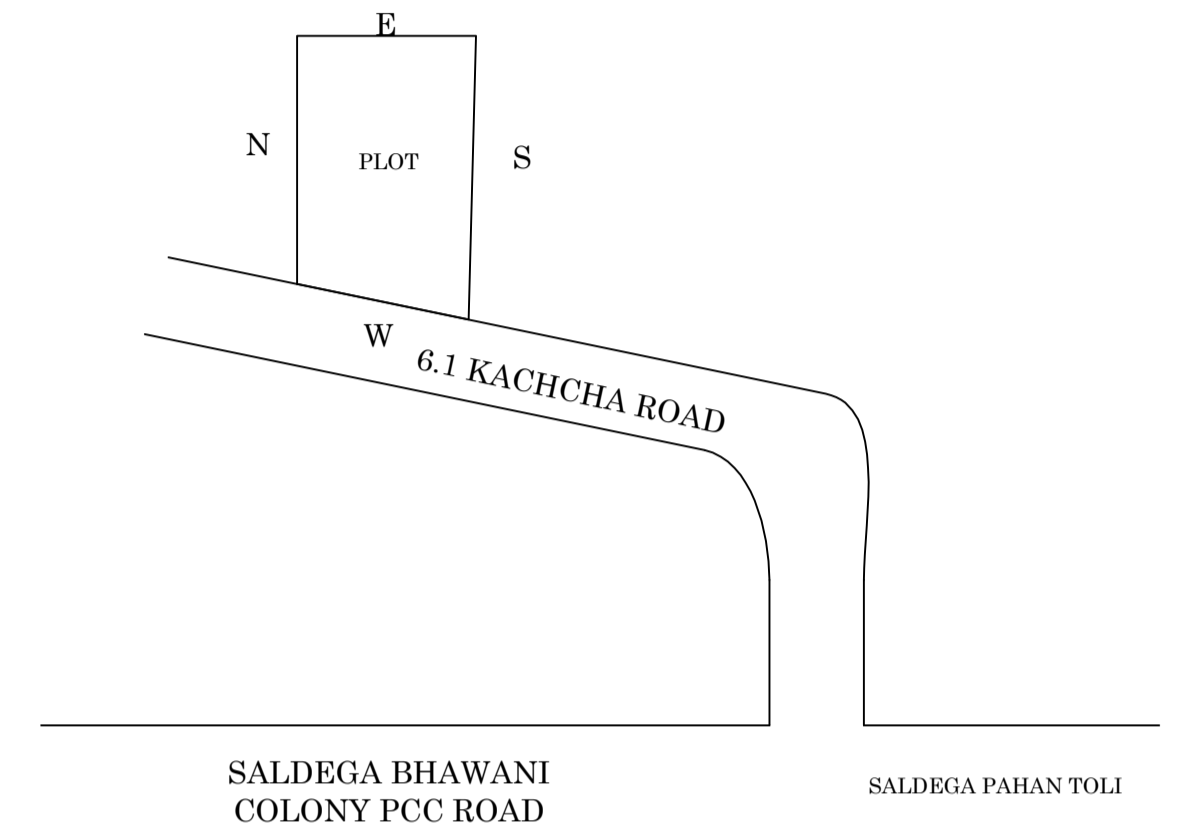 E
N
PLOT
S
W
6.1 KACHCHA ROAD
SALDEGA BHAWANI
COLONY PCC ROAD
SALDEGA PAHAN TOLI